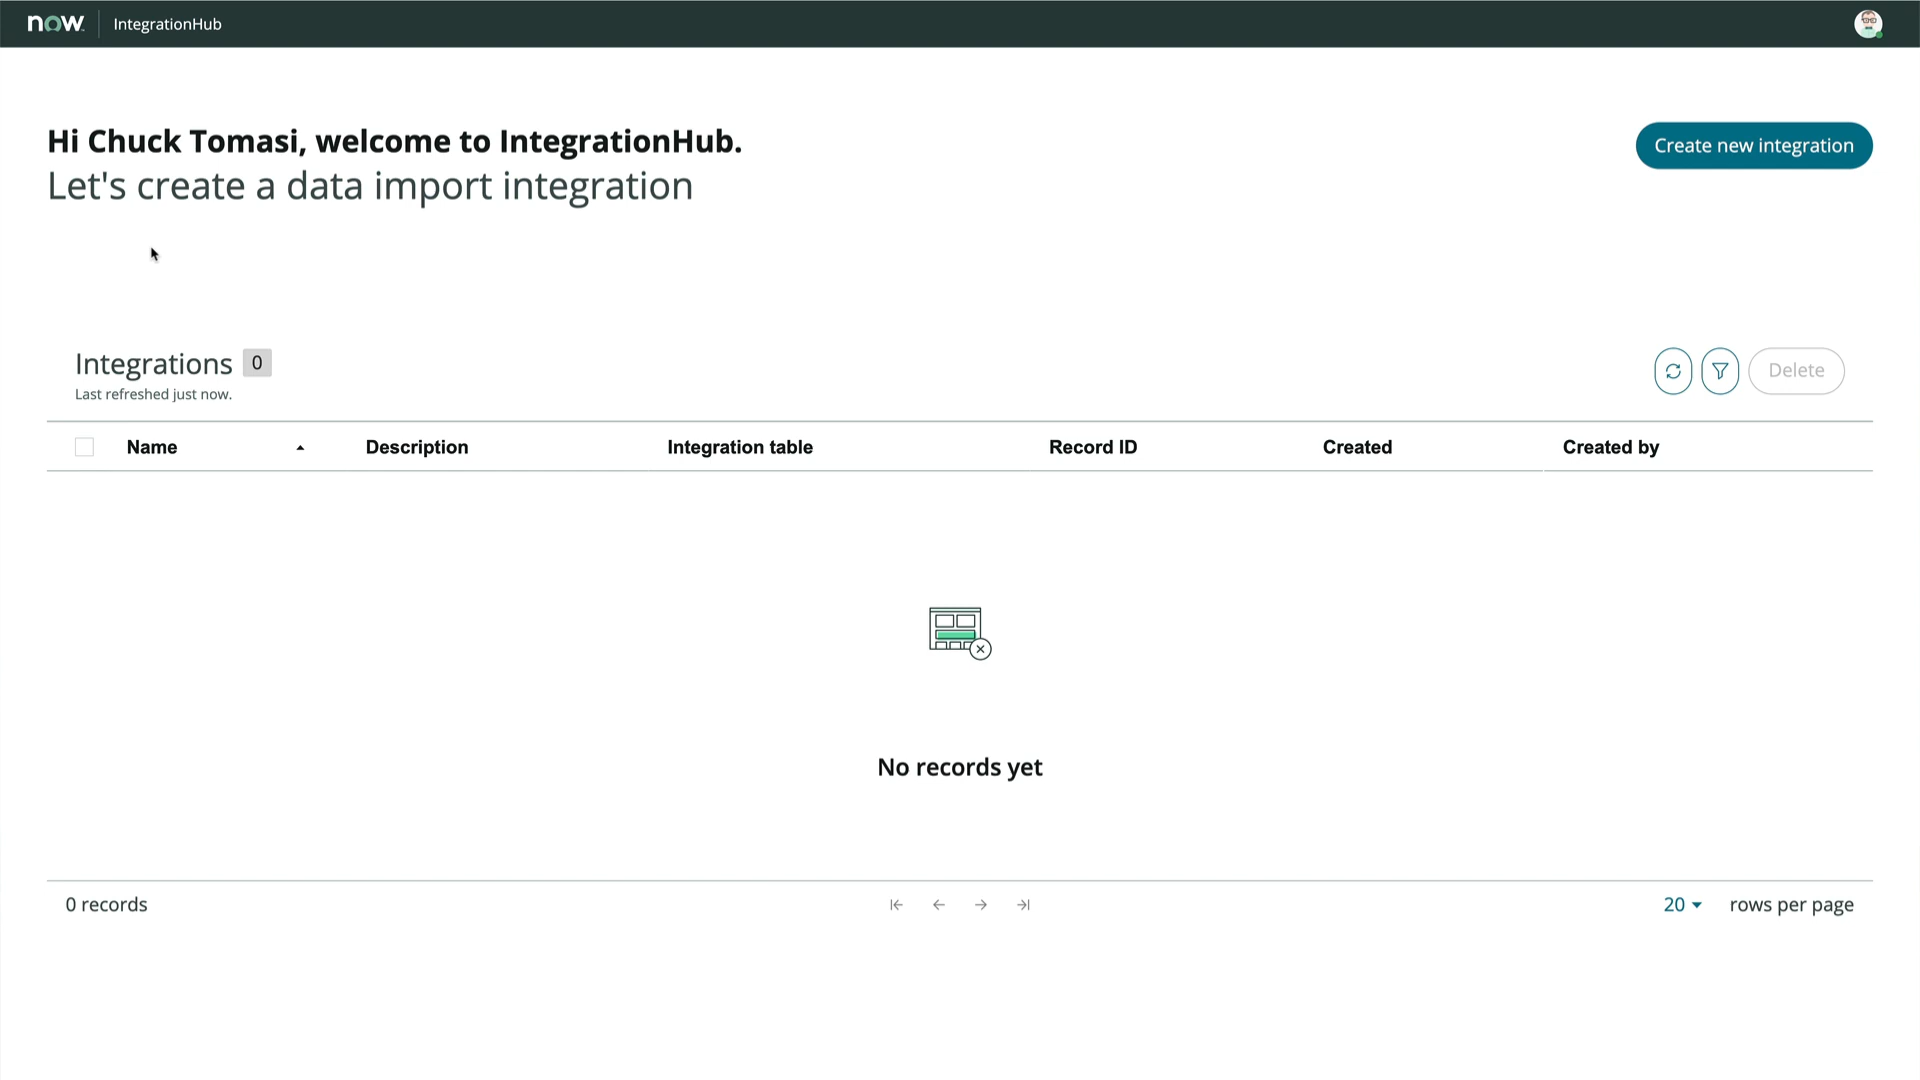 now
IntegrationHub
Hi Chuck Tomasi, welcome to IntegrationHub.
Let's create a data import integration
Create new integration
Integrations 0
Last refreshed just now.
Delete
Name Description Integration table Record ID Created Created by
No records yet
0 records
20 rows per page